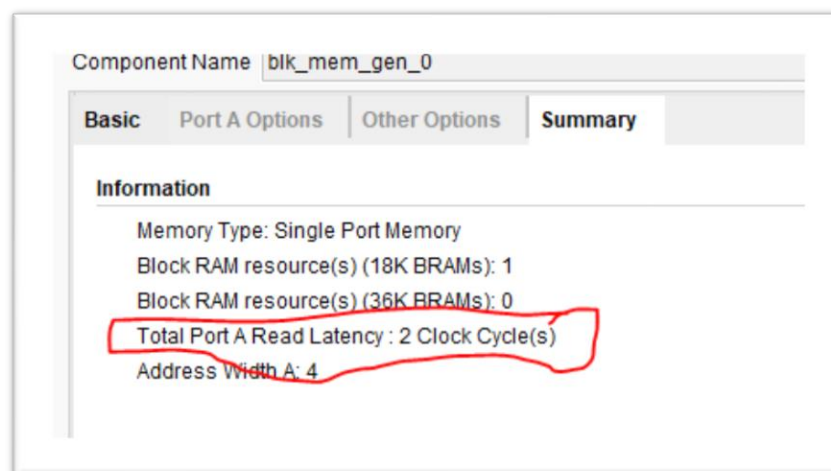 Component Name blk_mem_gen_0
Basic Port A Options Other Options Summary
Information
Memory Type: Single Port Memory
Block RAM resource(s) (18K BRAMs): 1
Block RAM resource(s) (36K BRAMs): 0
Total Port A Read Latency : 2 Clock Cycle(s)
Address Width A: 4